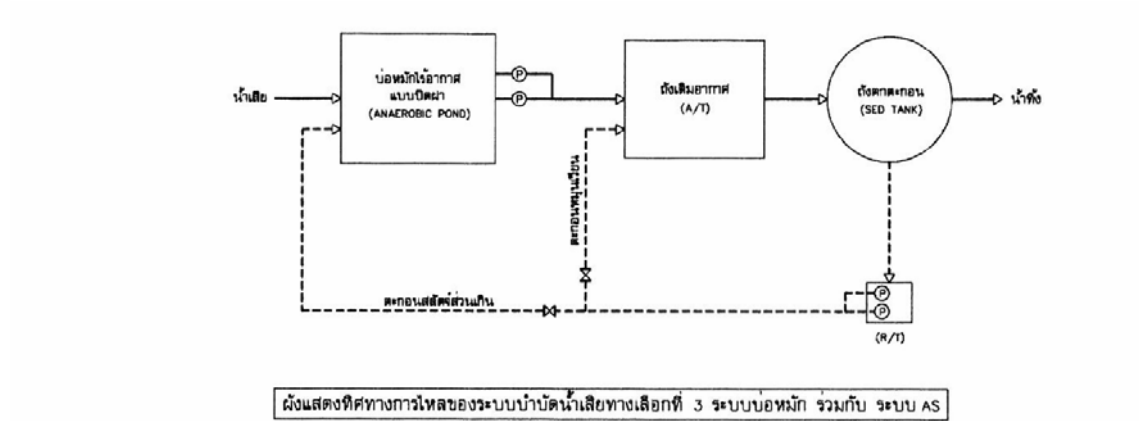 น้ำเสีย
บ่อหมักไร้อากาศ
แบบปิดฝา
(ANAEROBIC POND)
P
P
ถังเติมอากาศ
(A/T)
ถังตกตะกอน
(SED TANK)
น้ำทิ้ง
ตะกอนหมุนเวียน
ตะกอนสลัดจ์ส่วนเกิน
P
P
(R/T)
ผังแสดงทิศทางการไหลของระบบบำบัดน้ำเสียทางเลือกที่ 3 ระบบบ่อหมัก ร่วมกับ ระบบ AS